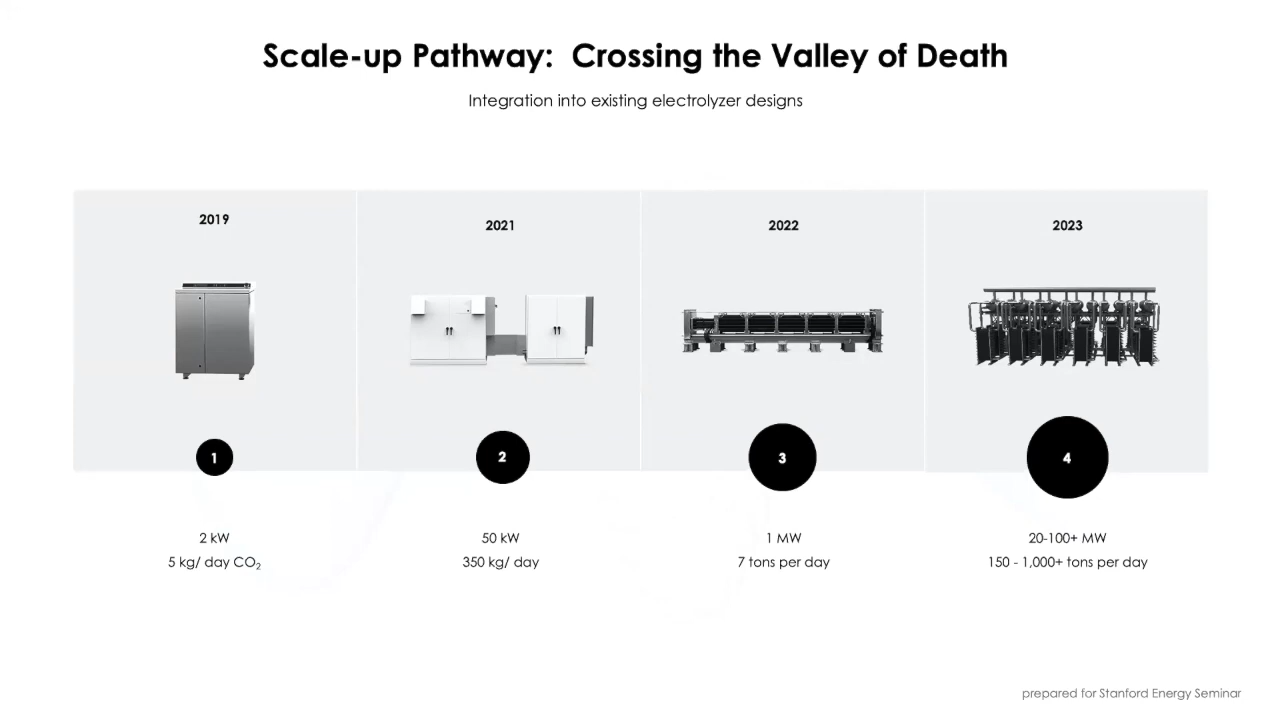 Scale-up Pathway:  Crossing the Valley of Death
Integration into existing electrolyzer designs
2019
2021
2022
2023
1
2
3
4
2 kW
50 kW
1 MW
20-100+ MW
5 kg/ day CO₂
350 kg/ day
7 tons per day
150 - 1,000+ tons per day
prepared for Stanford Energy Seminar